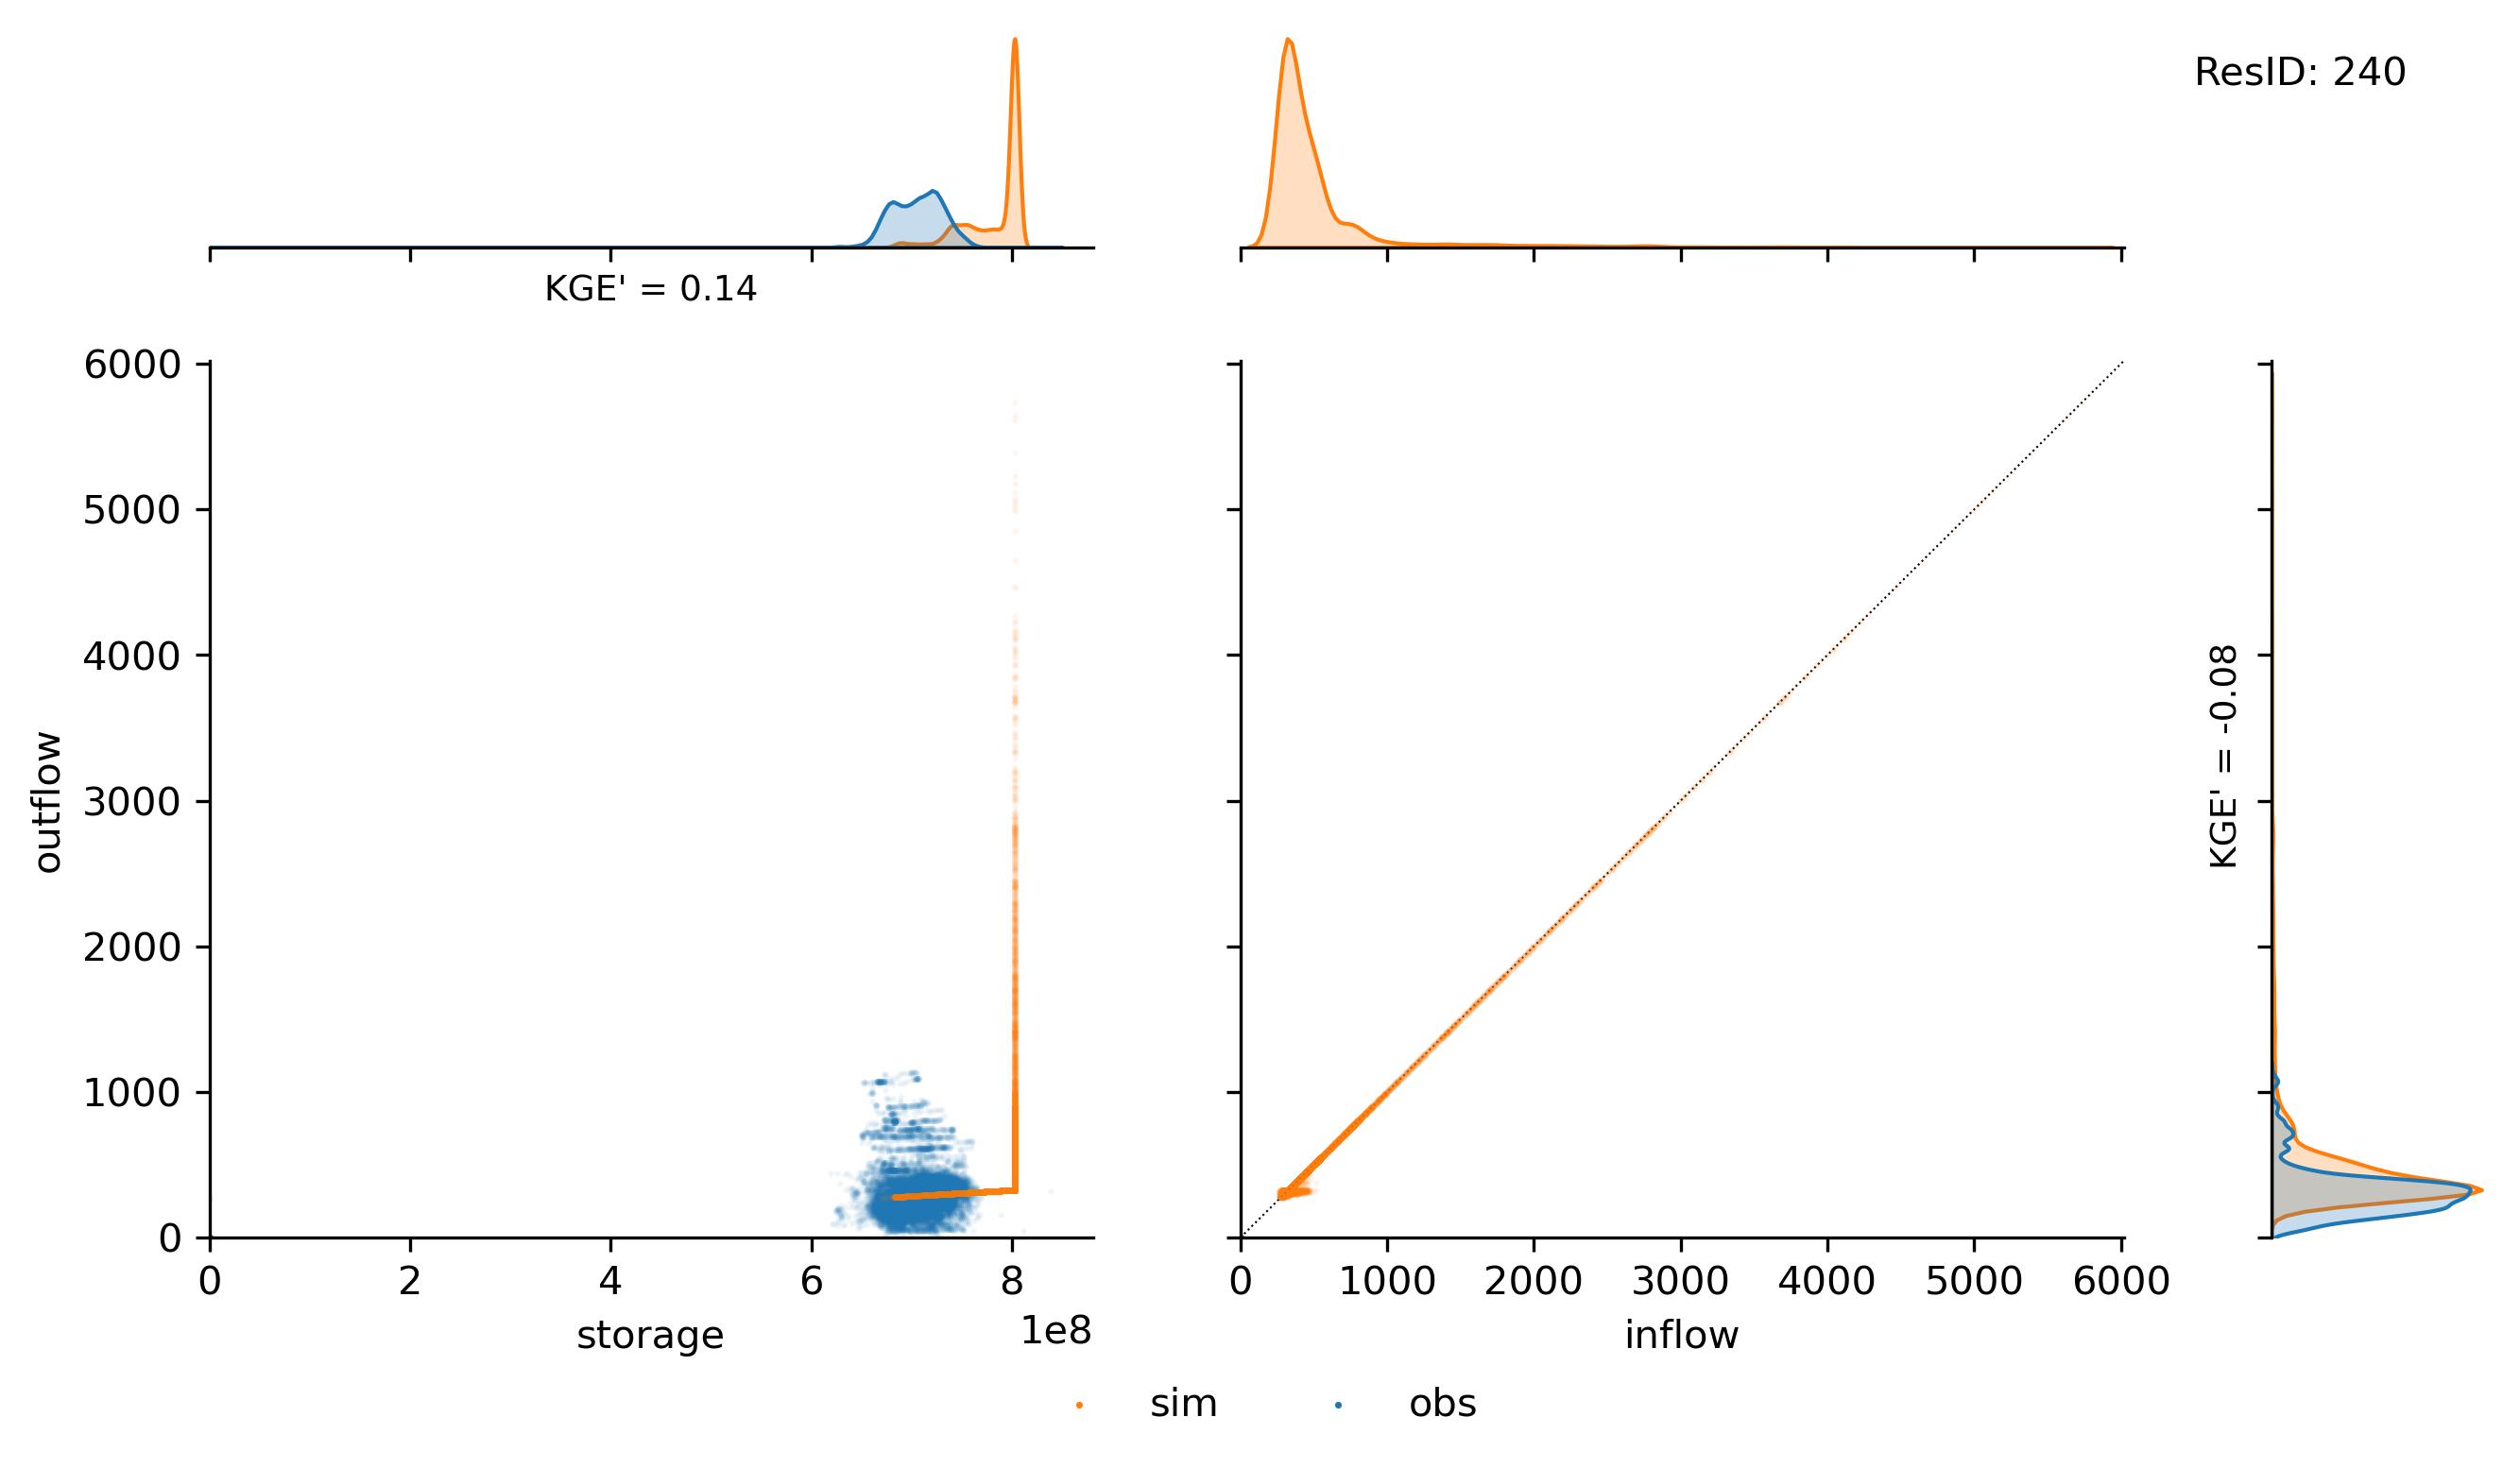 ResID: 240
KGE' = 0.14
6000
5000
4000
3000
2000
1000
0
outflow
KGE' = -0.08
0 2 4 6 8
1e8
storage
0 1000 2000 3000 4000 5000 6000
inflow
sim obs